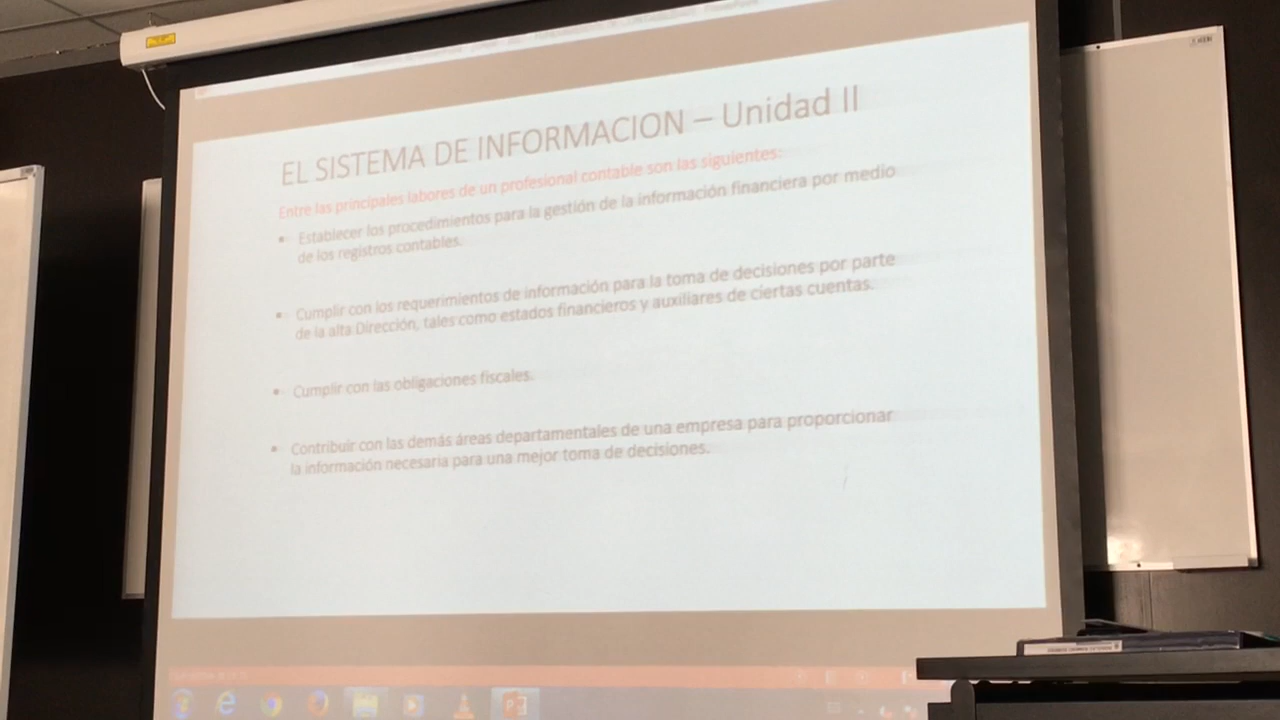 EL SISTEMA DE INFORMACION – Unidad II
Entre las principales labores de un profesional contable son las siguientes:
• Establecer los procedimientos para la gestión de la información financiera por medio
de los registros contables.
• Cumplir con los requerimientos de información para la toma de decisiones por parte
de la alta Dirección, tales como estados financieros y auxiliares de ciertas cuentas.
• Cumplir con las obligaciones fiscales.
• Contribuir con las demás áreas departamentales de una empresa para proporcionar
la información necesaria para una mejor toma de decisiones.